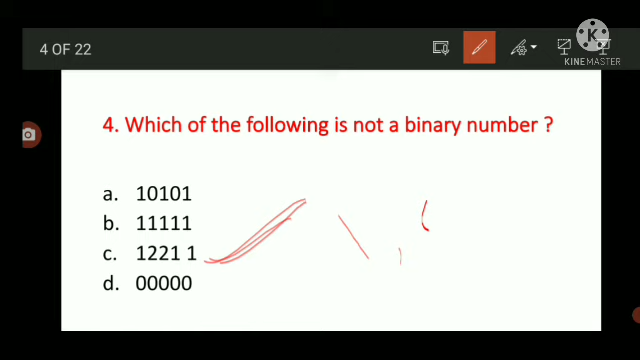 4 OF 22
K
KINEMASTER
4. Which of the following is not a binary number ?
a. 10101
b. 11111
c. 1221 1
d. 00000